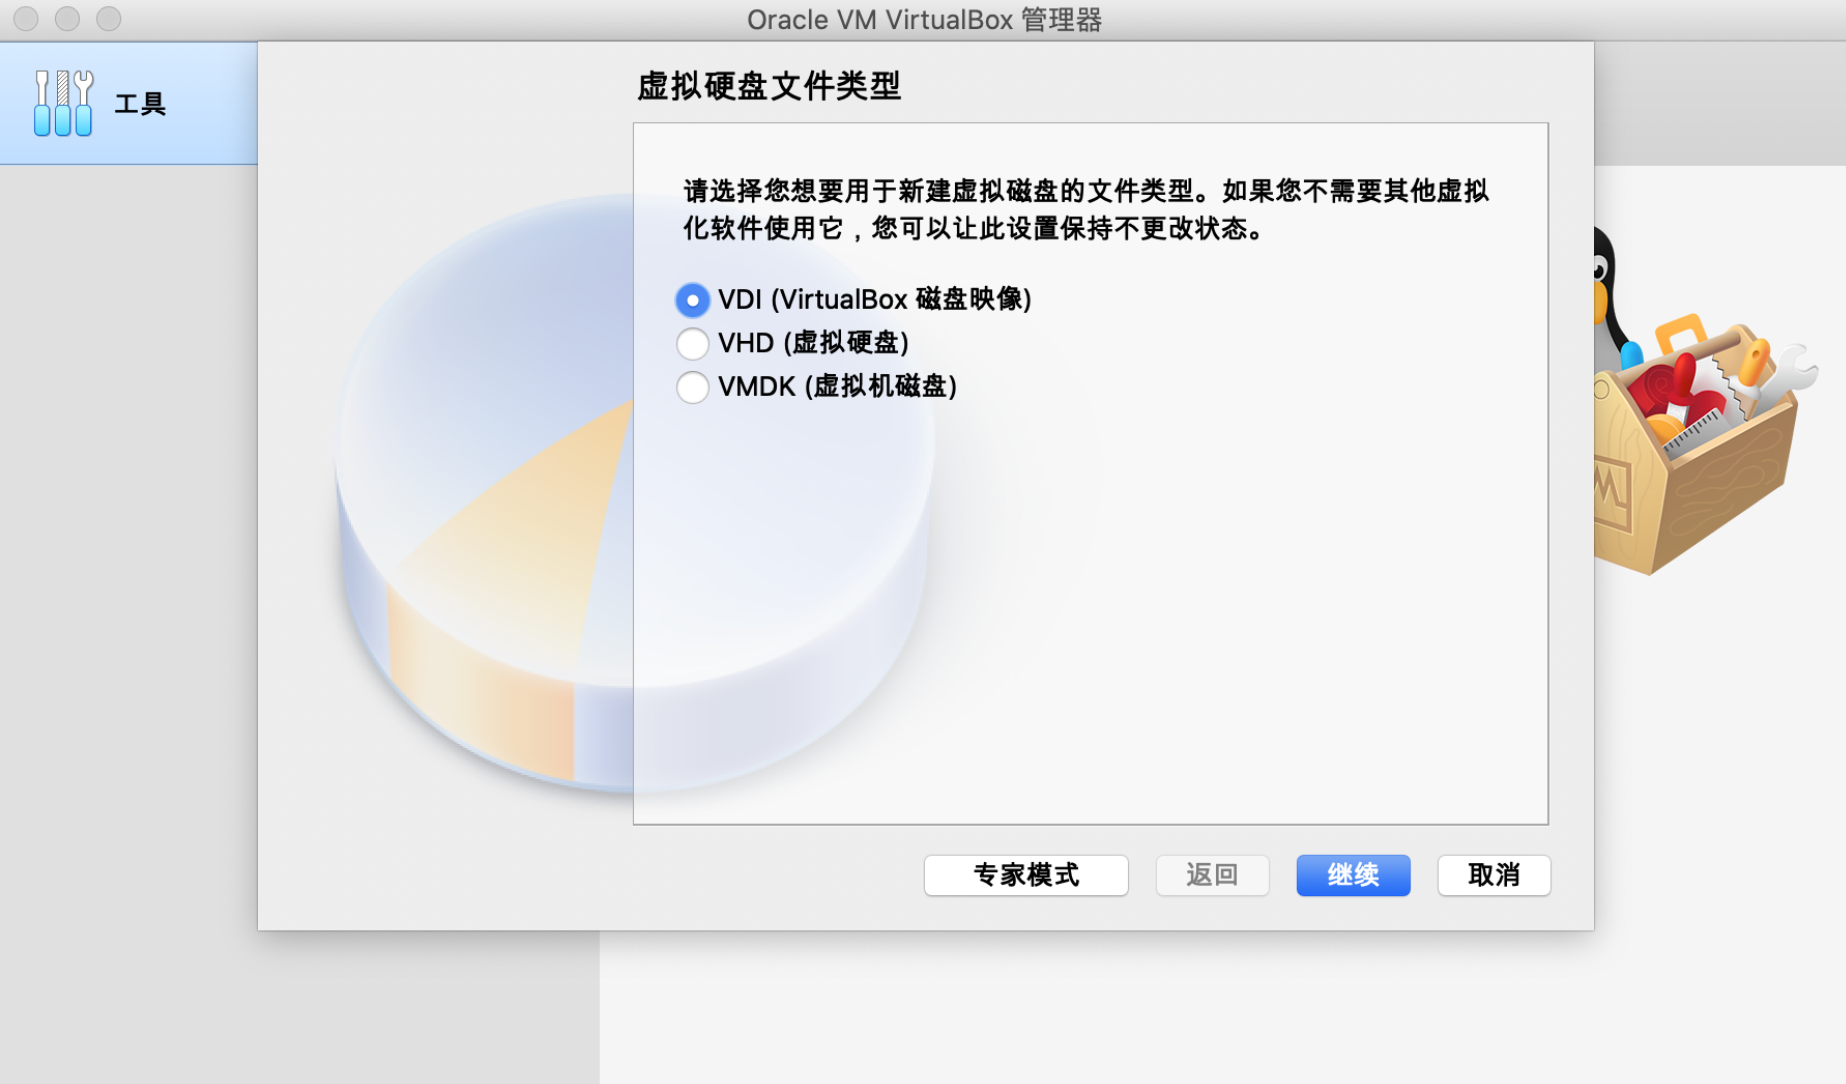 Oracle VM VirtualBox 管理器
工具
虚拟硬盘文件类型
请选择您想要用于新建虚拟磁盘的文件类型。如果您不需要其他虚拟
化软件使用它，您可以让此设置保持不更改状态。
VDI (VirtualBox 磁盘映像)
VHD (虚拟硬盘)
VMDK (虚拟机磁盘)
专家模式
返回
继续
取消